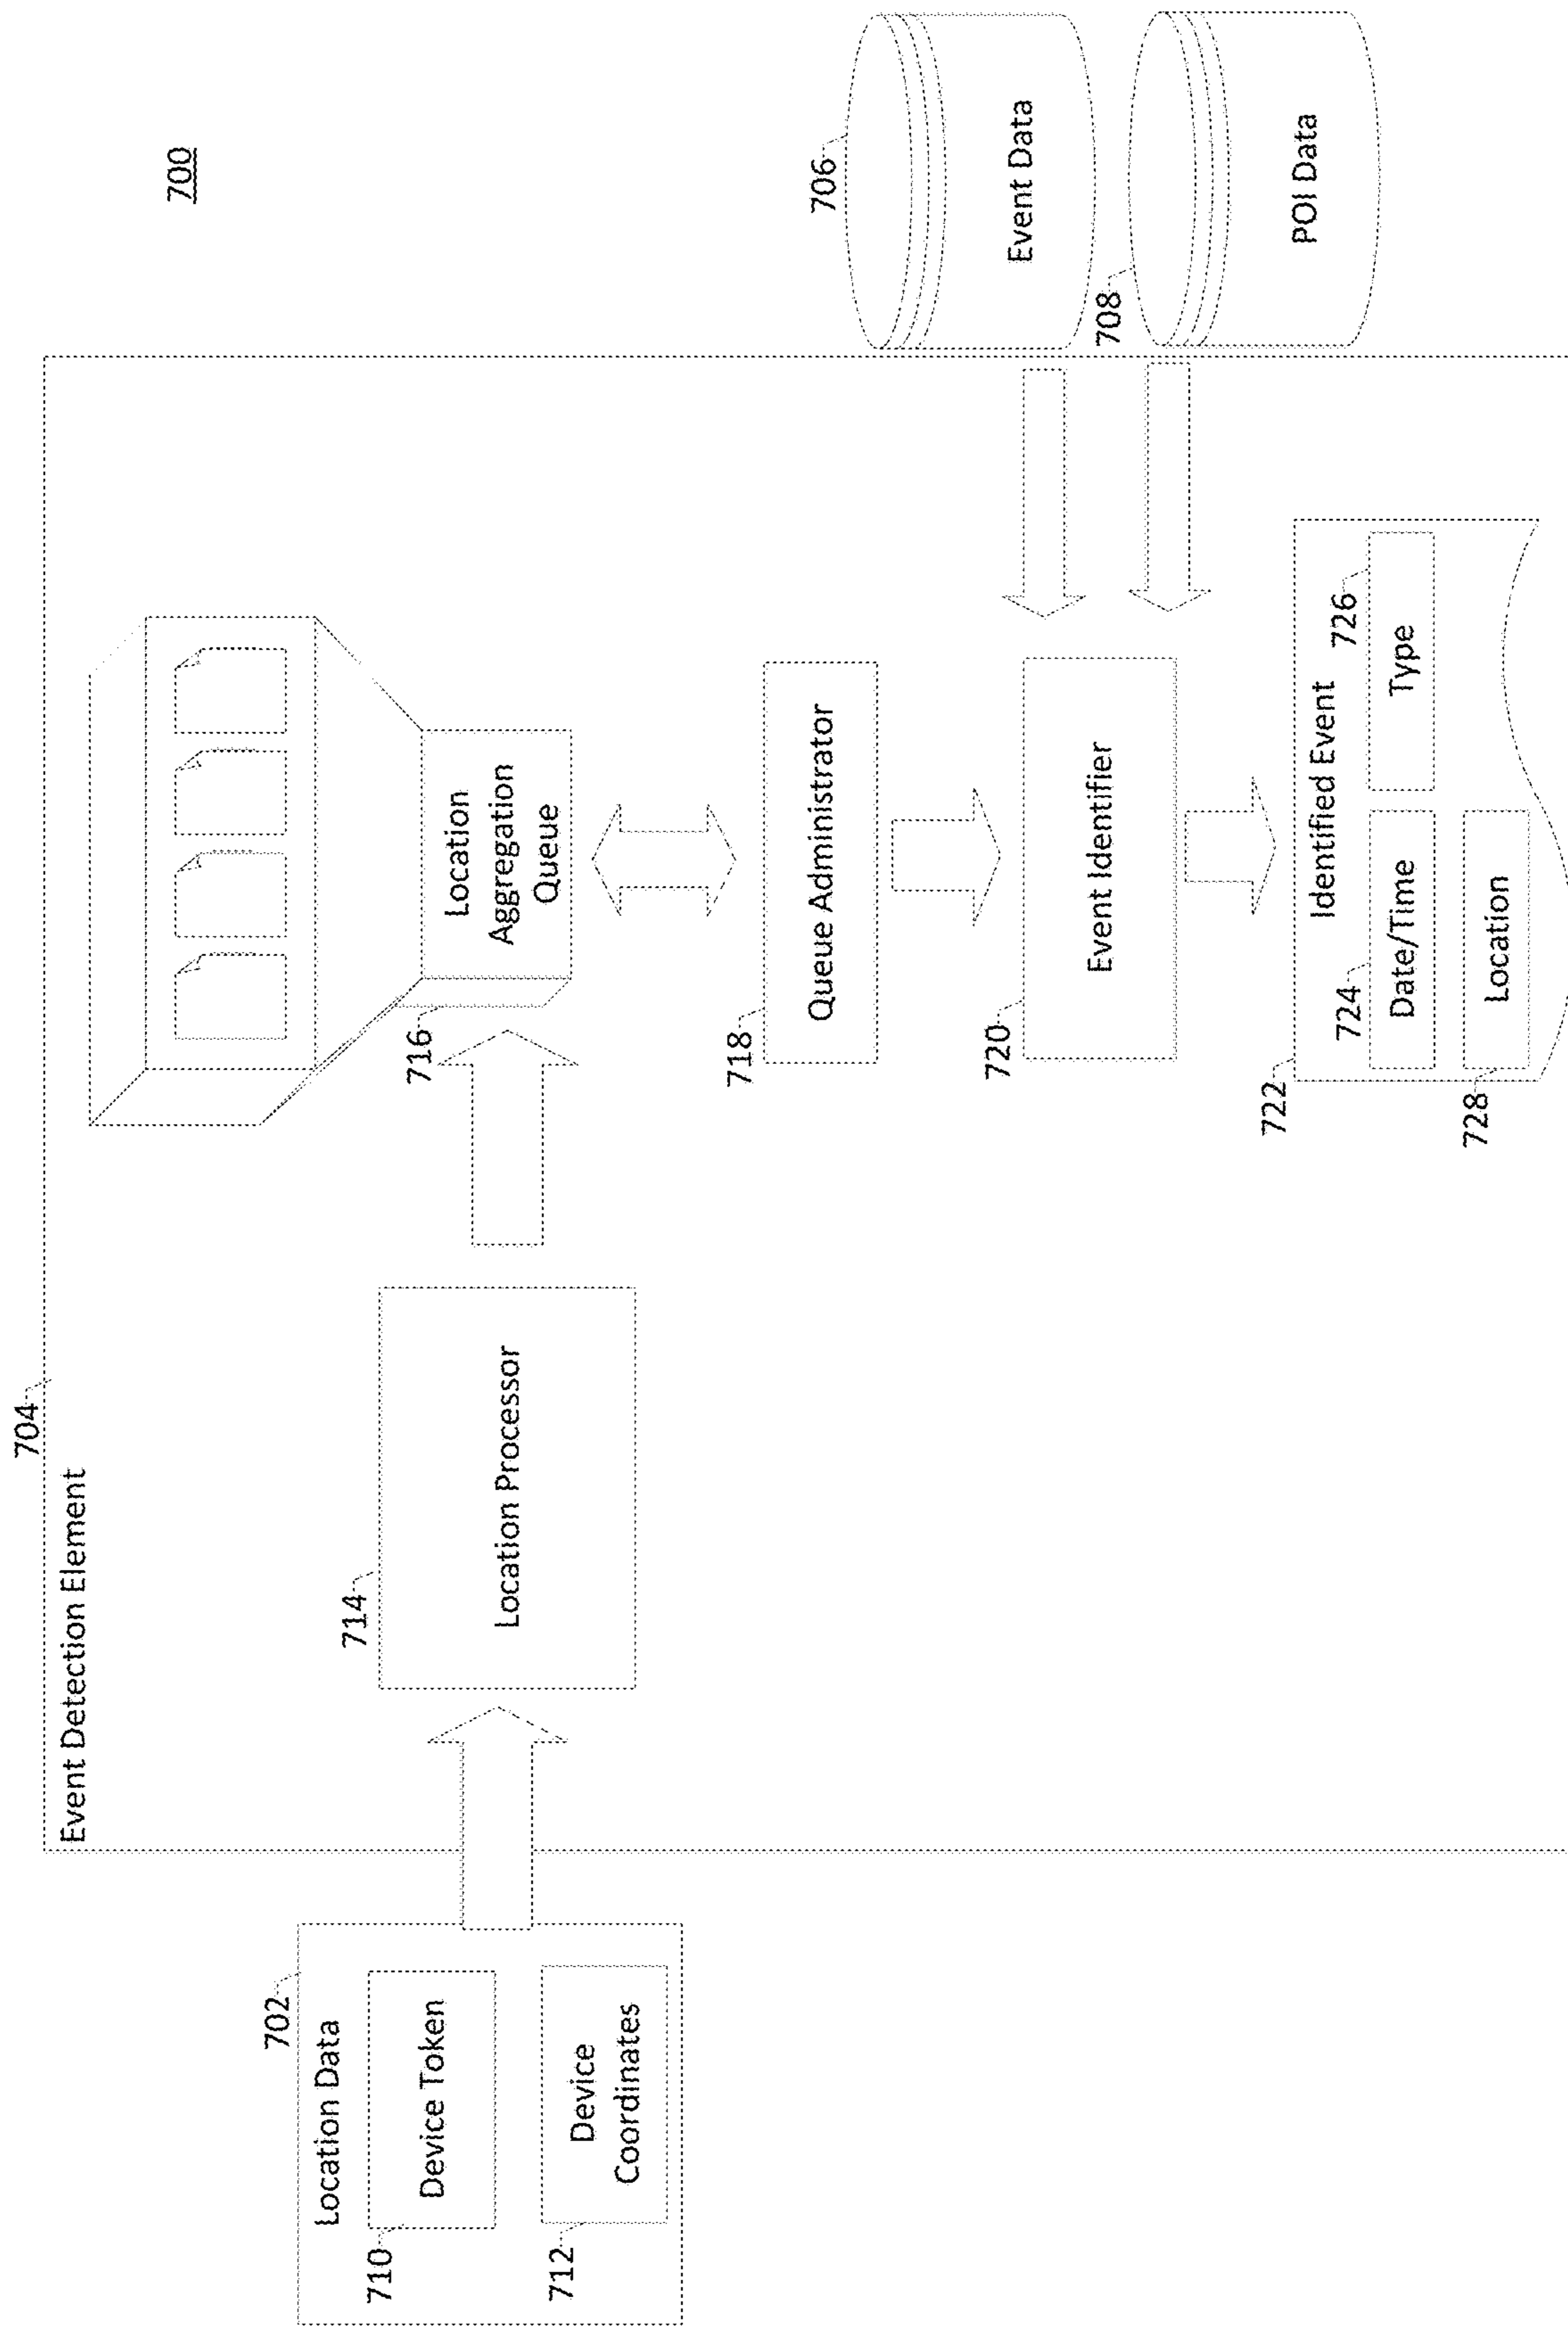 700
704
Event Detection Element
702
Location Data
710
Device Token
712
Device
Coordinates
714
Location Processor
716
Location
Aggregation
Queue
718
Queue Administrator
720
Event Identifier
706
Event Data
708
POI Data
722
Identified Event
724
Date/Time
726
Type
728
Location